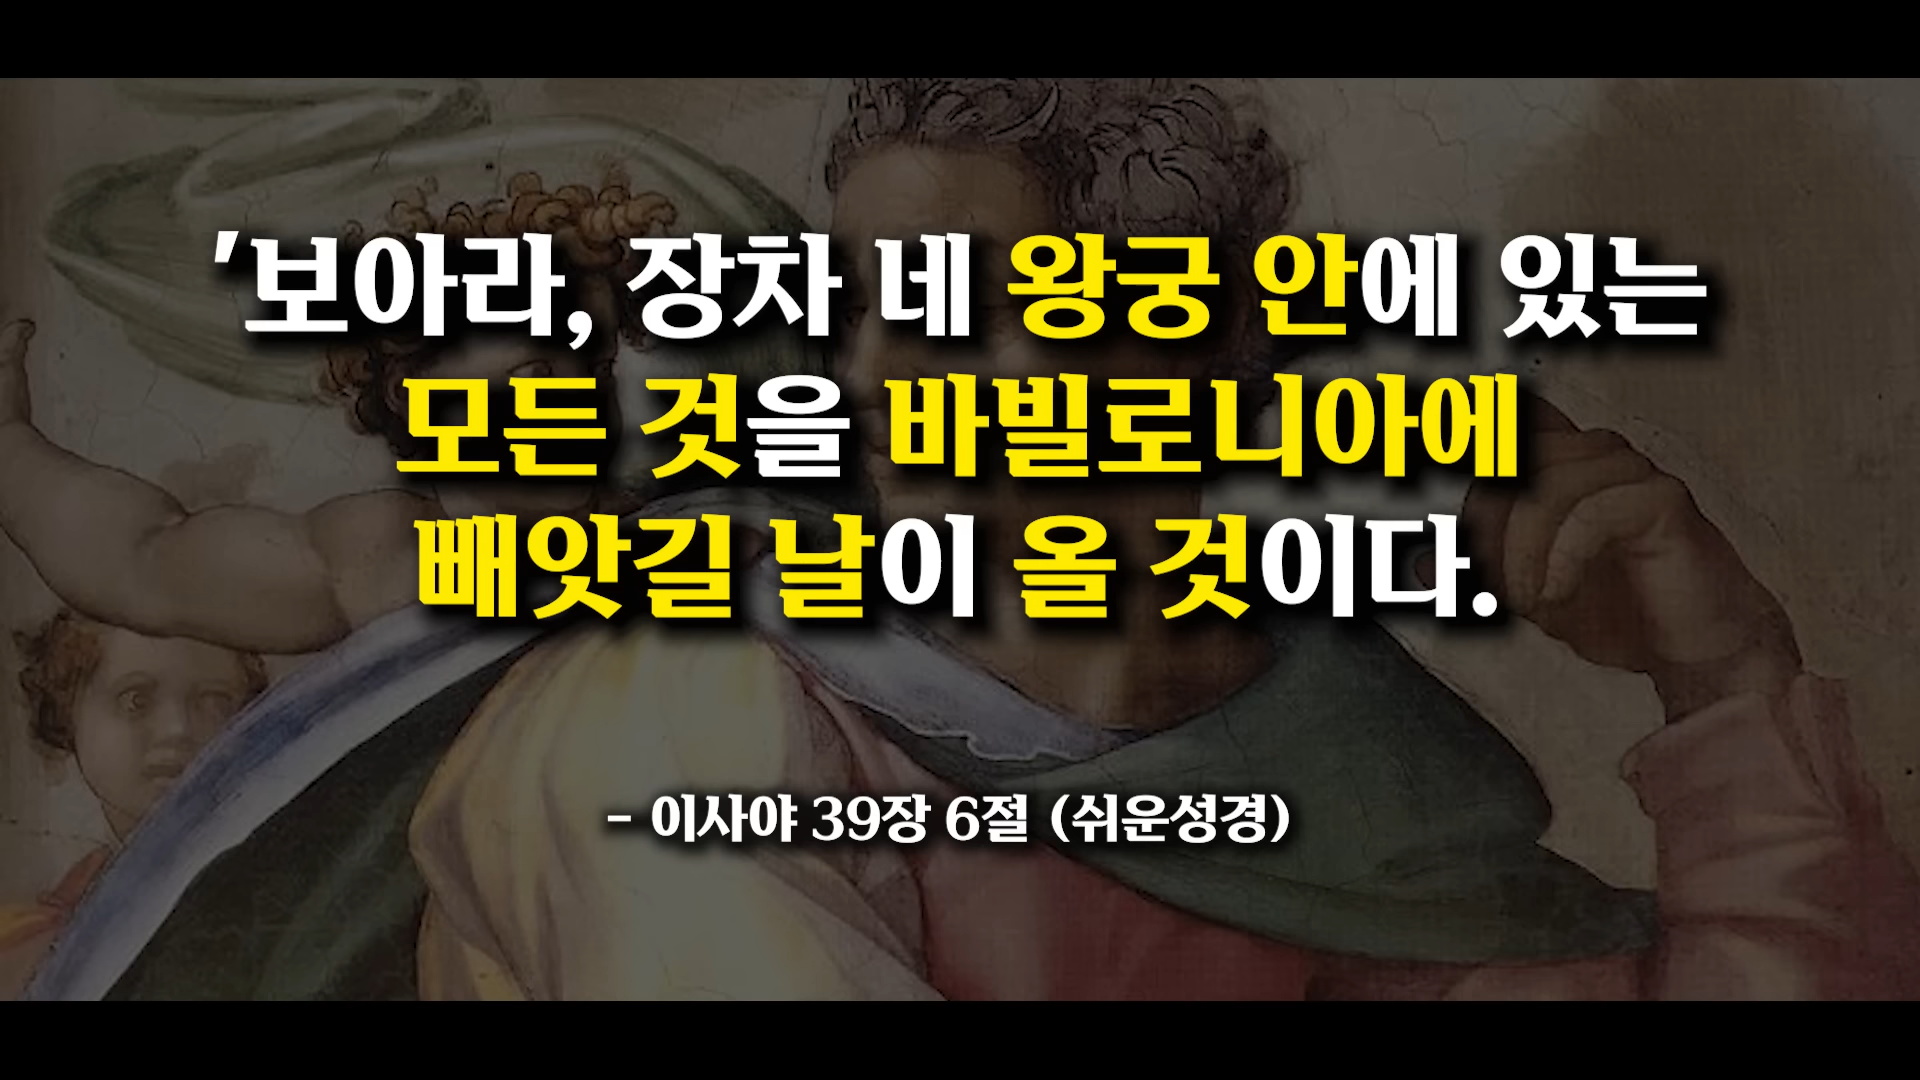 '보아라, 장차 네 왕궁 안에 있는
모든 것을 바빌로니아에
빼앗길 날이 올 것이다.
- 이사야 39장 6절 (쉬운성경)